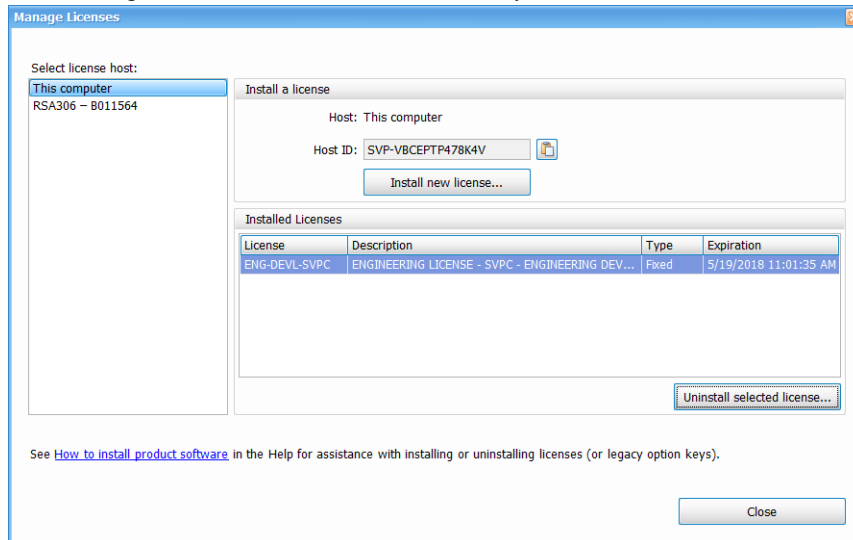 Manage Licenses
Select license host:
This computer
RSA306 – B011564
Install a license
Host: This computer
Host ID: SVP-VBCEPTP478K4V
Install new license...
Installed Licenses
License Description Type Expiration
ENG-DEVL-SVPC ENGINEERING LICENSE - SVPC - ENGINEERING DEV... Fixed 5/19/2018 11:01:35 AM
Uninstall selected license...
See How to install product software in the Help for assistance with installing or uninstalling licenses (or legacy option keys).
Close